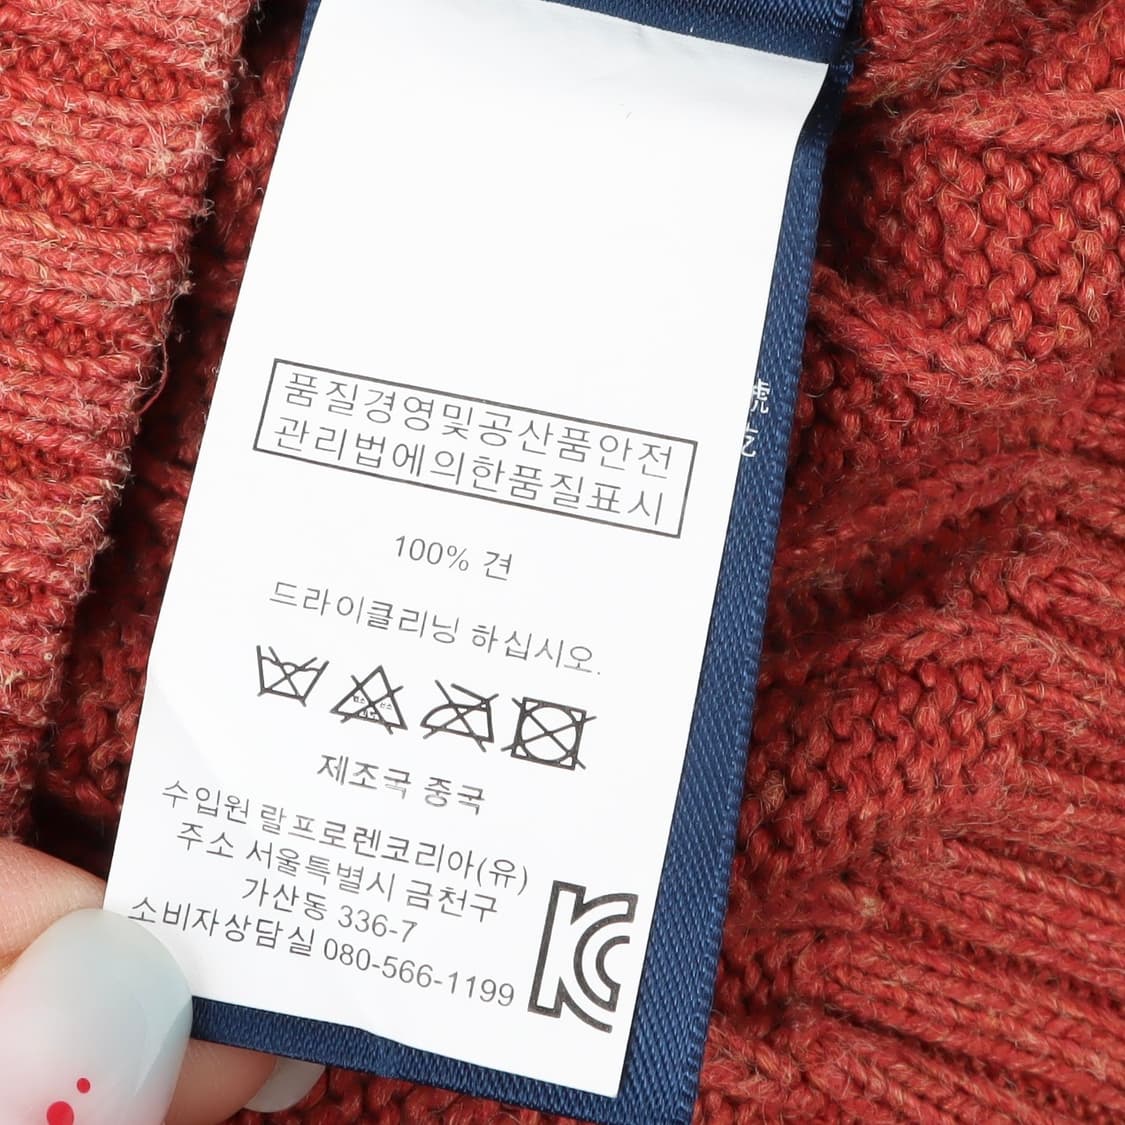 품질경영및공산품안전
관리법에의한품질표시
100% 견
드라이클리닝 하십시오.
제조국 중국
수입원 랄프로렌코리아(유)
주소 서울특별시 금천구
가산동 336-7
소비자상담실 080-566-1199
KC
號